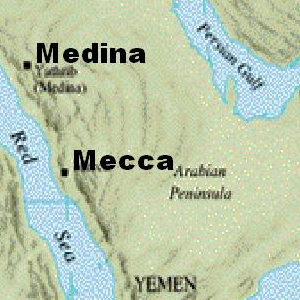 Medina
Yathrib
(Medina)
Persian Gulf
Red
Sea
Mecca
Arabian
Peninsula
YEMEN